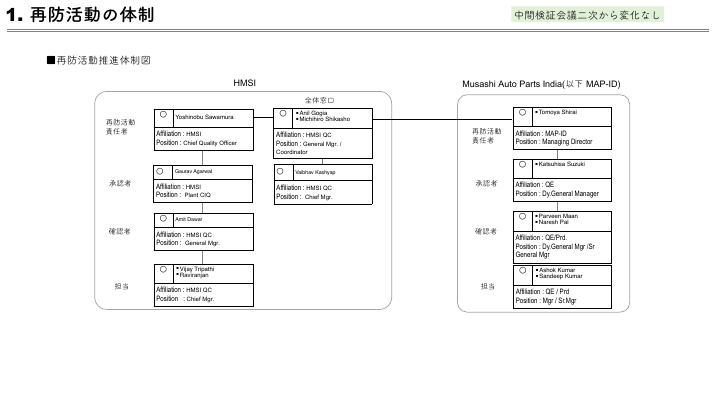 1. 再防活動の体制
中間検証会議二次から変化なし
■再防活動推進体制図
HMSI
Musashi Auto Parts India(以下 MAP-ID)
全体窓口
再防活動
責任者
Yoshinobu Sawamura
Affiliation : HMSI
Position : Chief Quality Officer
▪Anil Gogia
▪Michihiro Shikasho
Affiliation : HMSI QC
Position : General Mgr. /
Coordinator
再防活動
責任者
▪Tomoya Shirai
Affiliation : MAP-ID
Position : Managing Director
承認者
Gaurav Agarwal
Affiliation : HMSI
Position : Plant CIQ
Vaibhav Kashyap
Affiliation : HMSI QC
Position : Chief Mgr.
承認者
▪Katsuhisa Suzuki
Affiliation : QE
Position : Dy.General Manager
確認者
Amit Dawar
Affiliation : HMSI QC
Position : General Mgr.
確認者
▪Parveen Maan
▪Naresh Pal
Affiliation : QE/Prd.
Position : Dy.General Mgr /Sr
General Mgr
担当
▪Vijay Tripathi
▪Raviranjan
Affiliation : HMSI QC
Position : Chief Mgr.
担当
▪Ashok Kumar
▪Sandeep Kumar
Affiliation : QE / Prd
Position : Mgr / Sr.Mgr